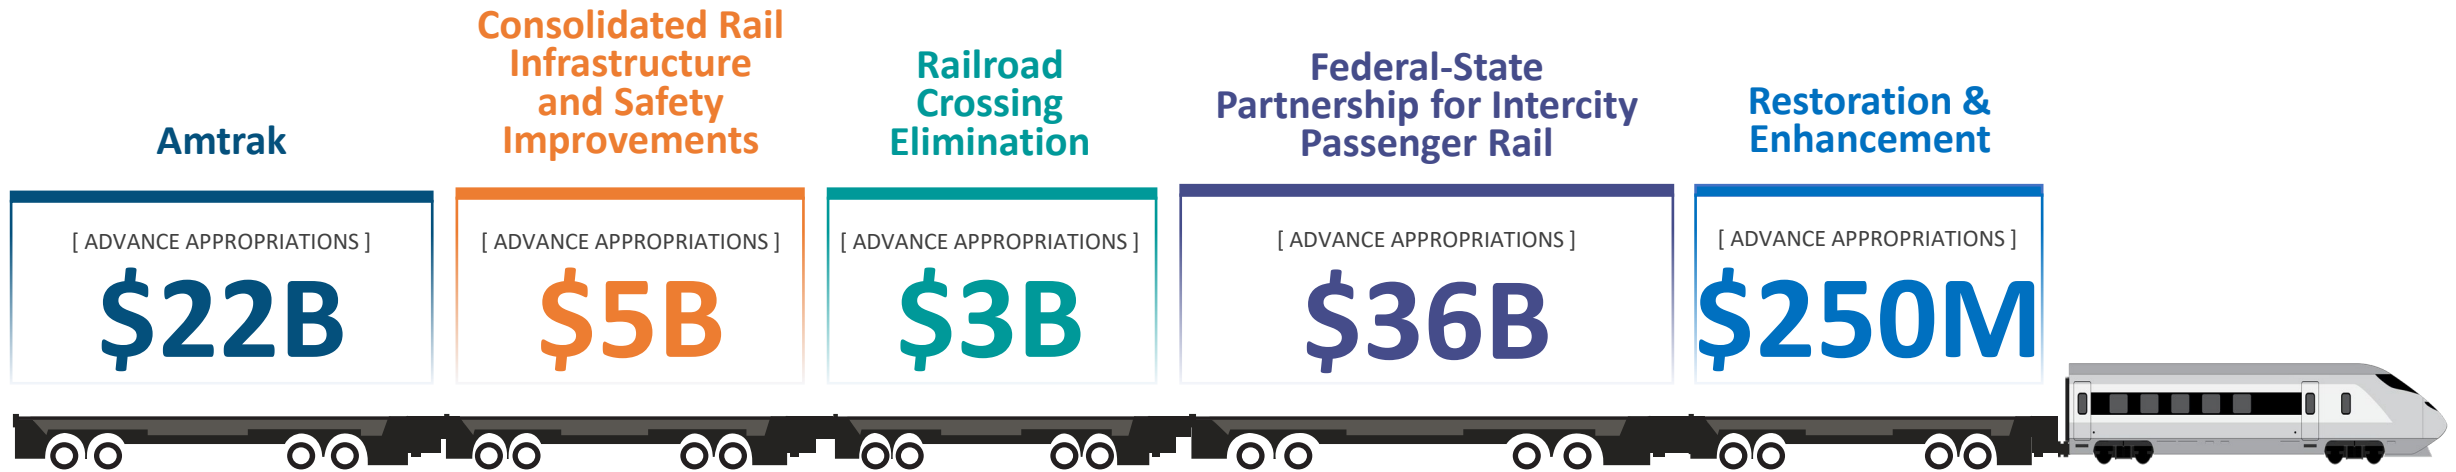 Amtrak
[ ADVANCE APPROPRIATIONS ]
$22B
Consolidated Rail
Infrastructure
and Safety
Improvements
[ ADVANCE APPROPRIATIONS ]
$5B
Railroad
Crossing
Elimination
[ ADVANCE APPROPRIATIONS ]
$3B
Federal-State
Partnership for Intercity
Passenger Rail
[ ADVANCE APPROPRIATIONS ]
$36B
Restoration &
Enhancement
[ ADVANCE APPROPRIATIONS ]
$250M